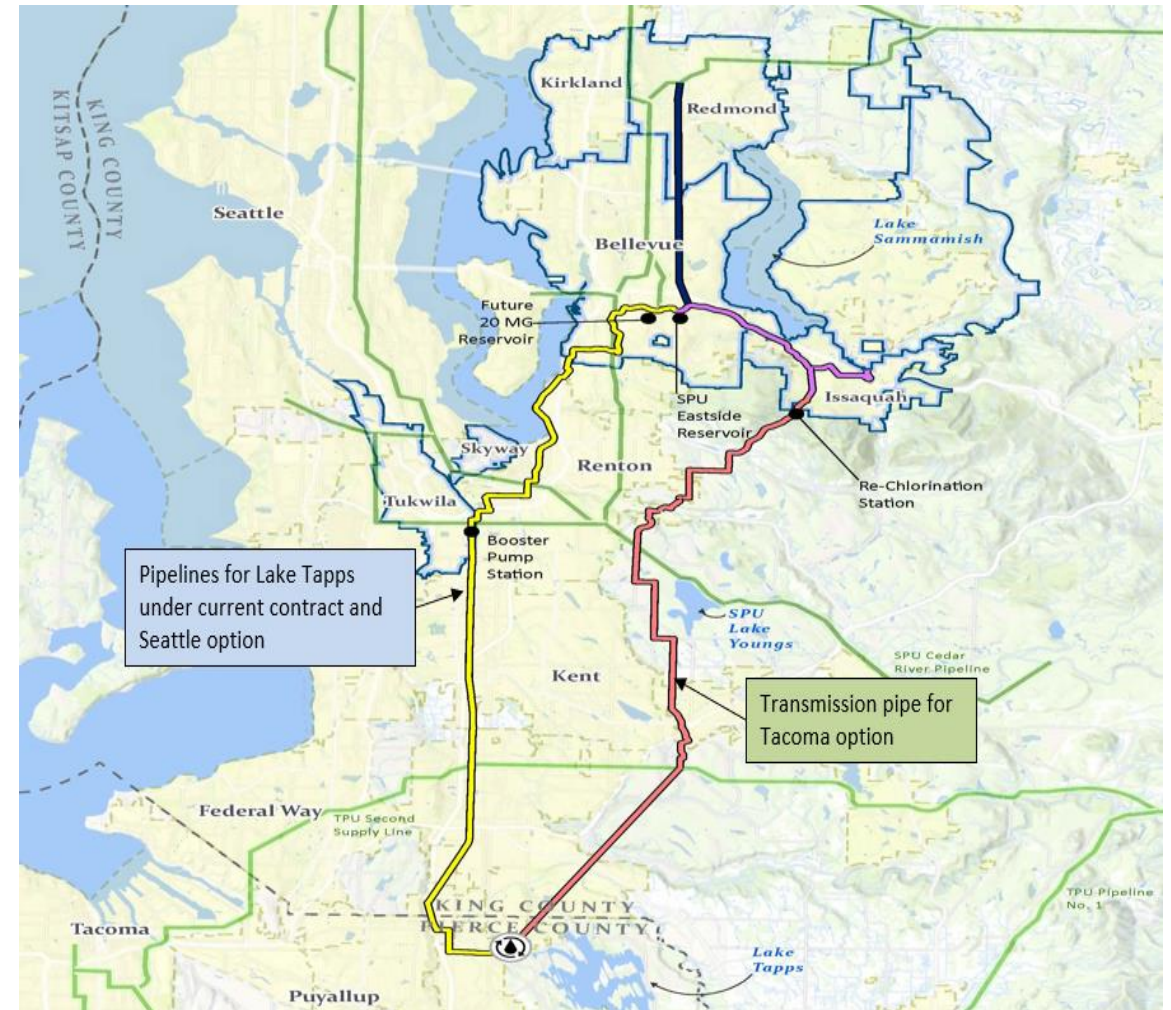 Kirkland
Redmond
KING COUNTY
KITSAP COUNTY
Seattle
Lake
Sammamish
Bellevue
Future
20 MG
Reservoir
SPU
Eastside
Reservoir
Issaquah
Skyway
Renton
Re-Chlorination
Station
Tukwila
Booster
Pump
Station
Pipelines for Lake Tapps
under current contract and
Seattle option
SPU
Lake
Youngs
SPU Cedar
River Pipeline
Kent
Transmission pipe for
Tacoma option
Federal Way
TPU Second
Supply Line
TPU Pipeline
No. 1
KING COUNTY
PIERCE COUNTY
Tacoma
Lake
Tapps
Puyallup